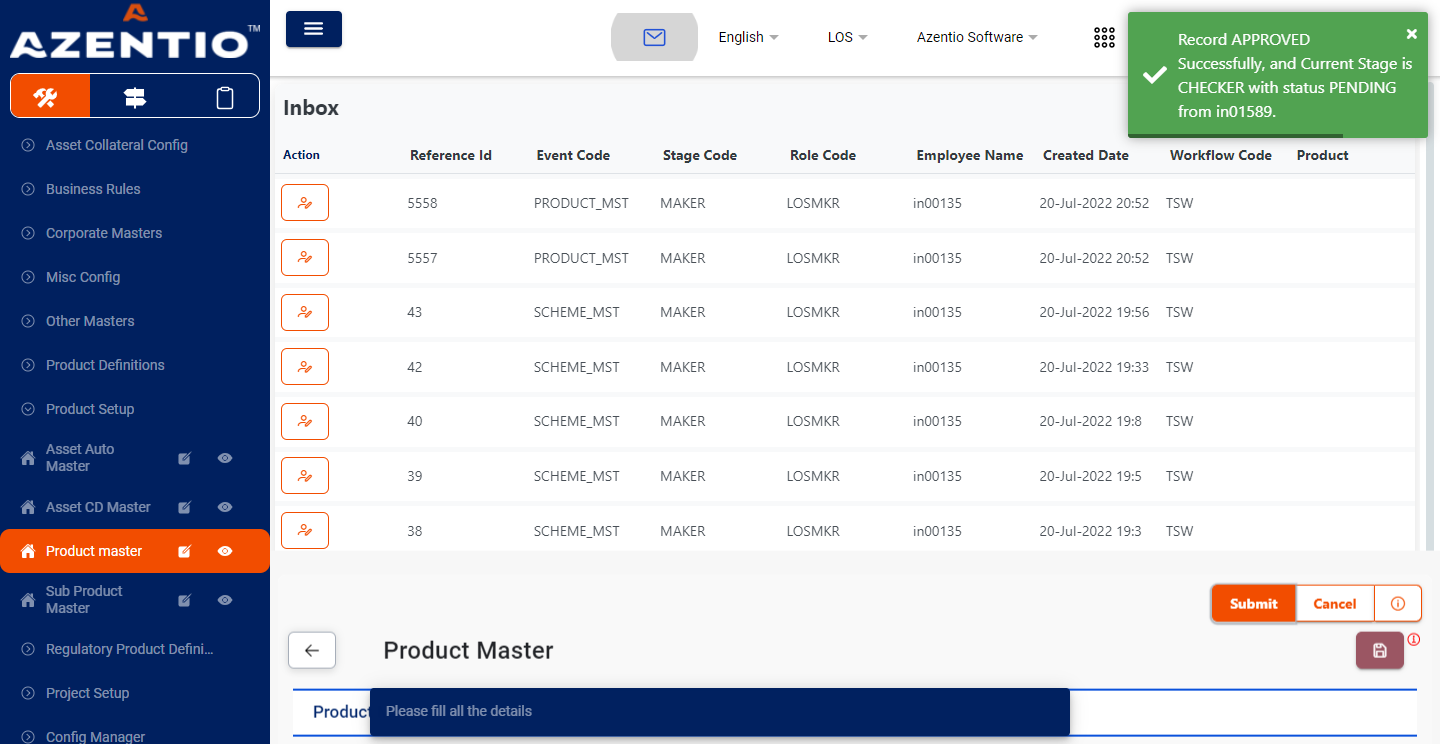 AZENTIO™
English
LOS
Azentio Software
Record APPROVED
Successfully, and Current Stage is
CHECKER with status PENDING
from in01589.
Asset Collateral Config
Business Rules
Corporate Masters
Misc Config
Other Masters
Product Definitions
Product Setup
Asset Auto
Master
Asset CD Master
Product master
Sub Product
Master
Regulatory Product Defini...
Project Setup
Config Manager
Inbox
Action Reference Id Event Code Stage Code Role Code Employee Name Created Date Workflow Code Product
5558 PRODUCT_MST MAKER LOSMKR in00135 20-Jul-2022 20:52 TSW
5557 PRODUCT_MST MAKER LOSMKR in00135 20-Jul-2022 20:52 TSW
43 SCHEME_MST MAKER LOSMKR in00135 20-Jul-2022 19:56 TSW
42 SCHEME_MST MAKER LOSMKR in00135 20-Jul-2022 19:33 TSW
40 SCHEME_MST MAKER LOSMKR in00135 20-Jul-2022 19:8 TSW
39 SCHEME_MST MAKER LOSMKR in00135 20-Jul-2022 19:5 TSW
38 SCHEME_MST MAKER LOSMKR in00135 20-Jul-2022 19:3 TSW
Submit Cancel
Product Master
Product
Please fill all the details